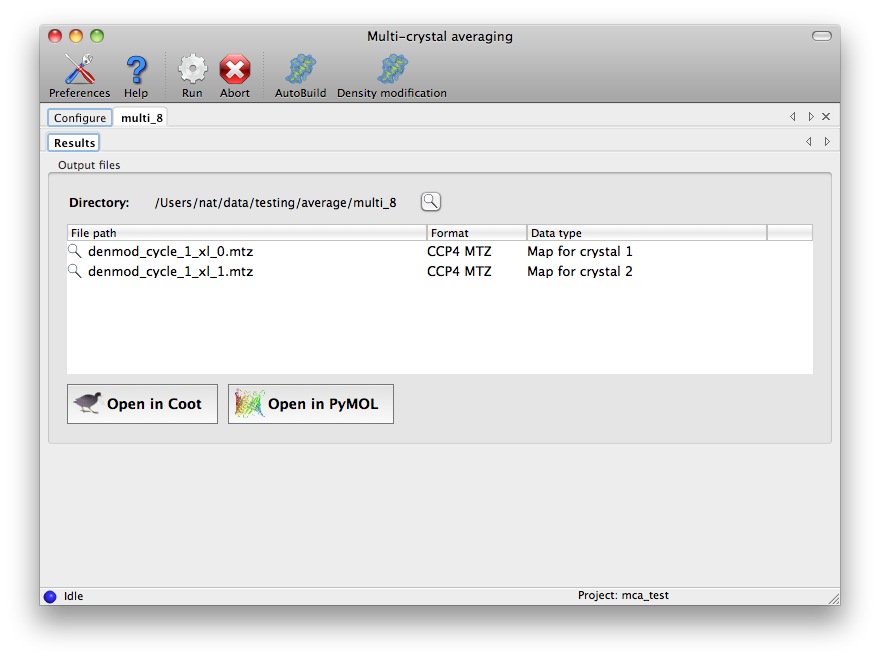 Multi-crystal averaging
Preferences Help Run Abort AutoBuild Density modification
Configure multi_8
Results
Output files
Directory: /Users/nat/data/testing/average/multi_8
File path Format Data type
denmod_cycle_1_xl_0.mtz CCP4 MTZ Map for crystal 1
denmod_cycle_1_xl_1.mtz CCP4 MTZ Map for crystal 2
Open in Coot Open in PyMOL
Idle Project: mca_test